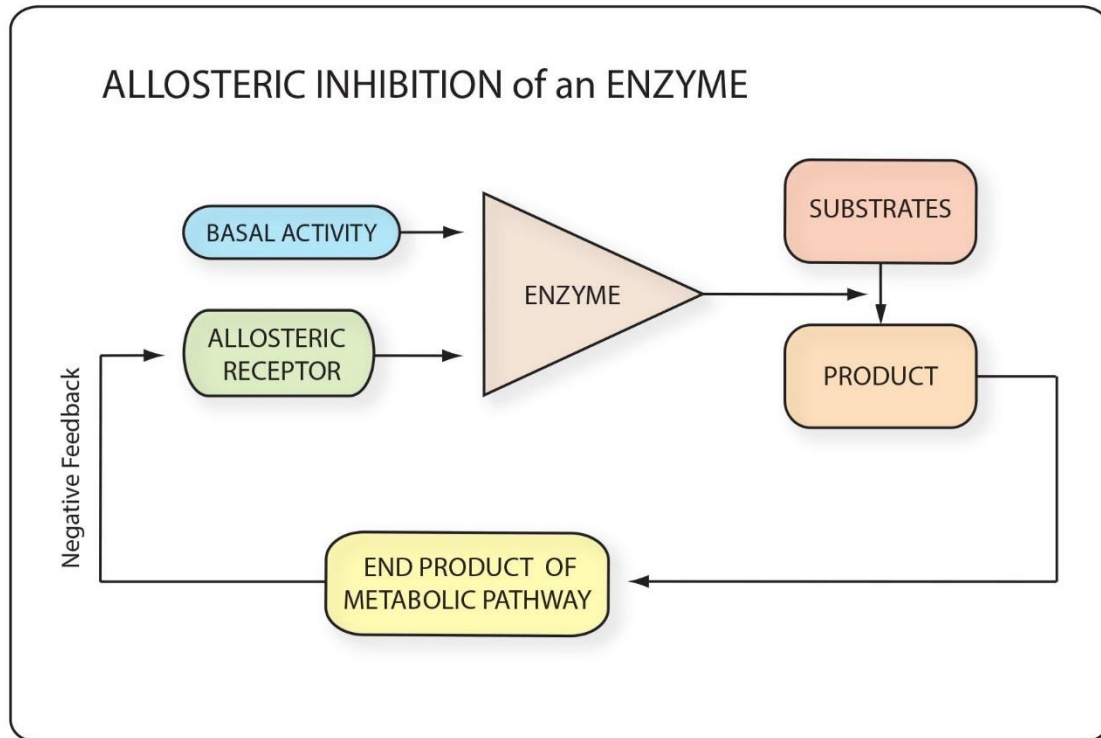 ALLOSTERIC INHIBITION of an ENZYME
BASAL ACTIVITY
ALLOSTERIC
RECEPTOR
ENZYME
SUBSTRATES
PRODUCT
END PRODUCT OF
METABOLIC PATHWAY
Negative Feedback